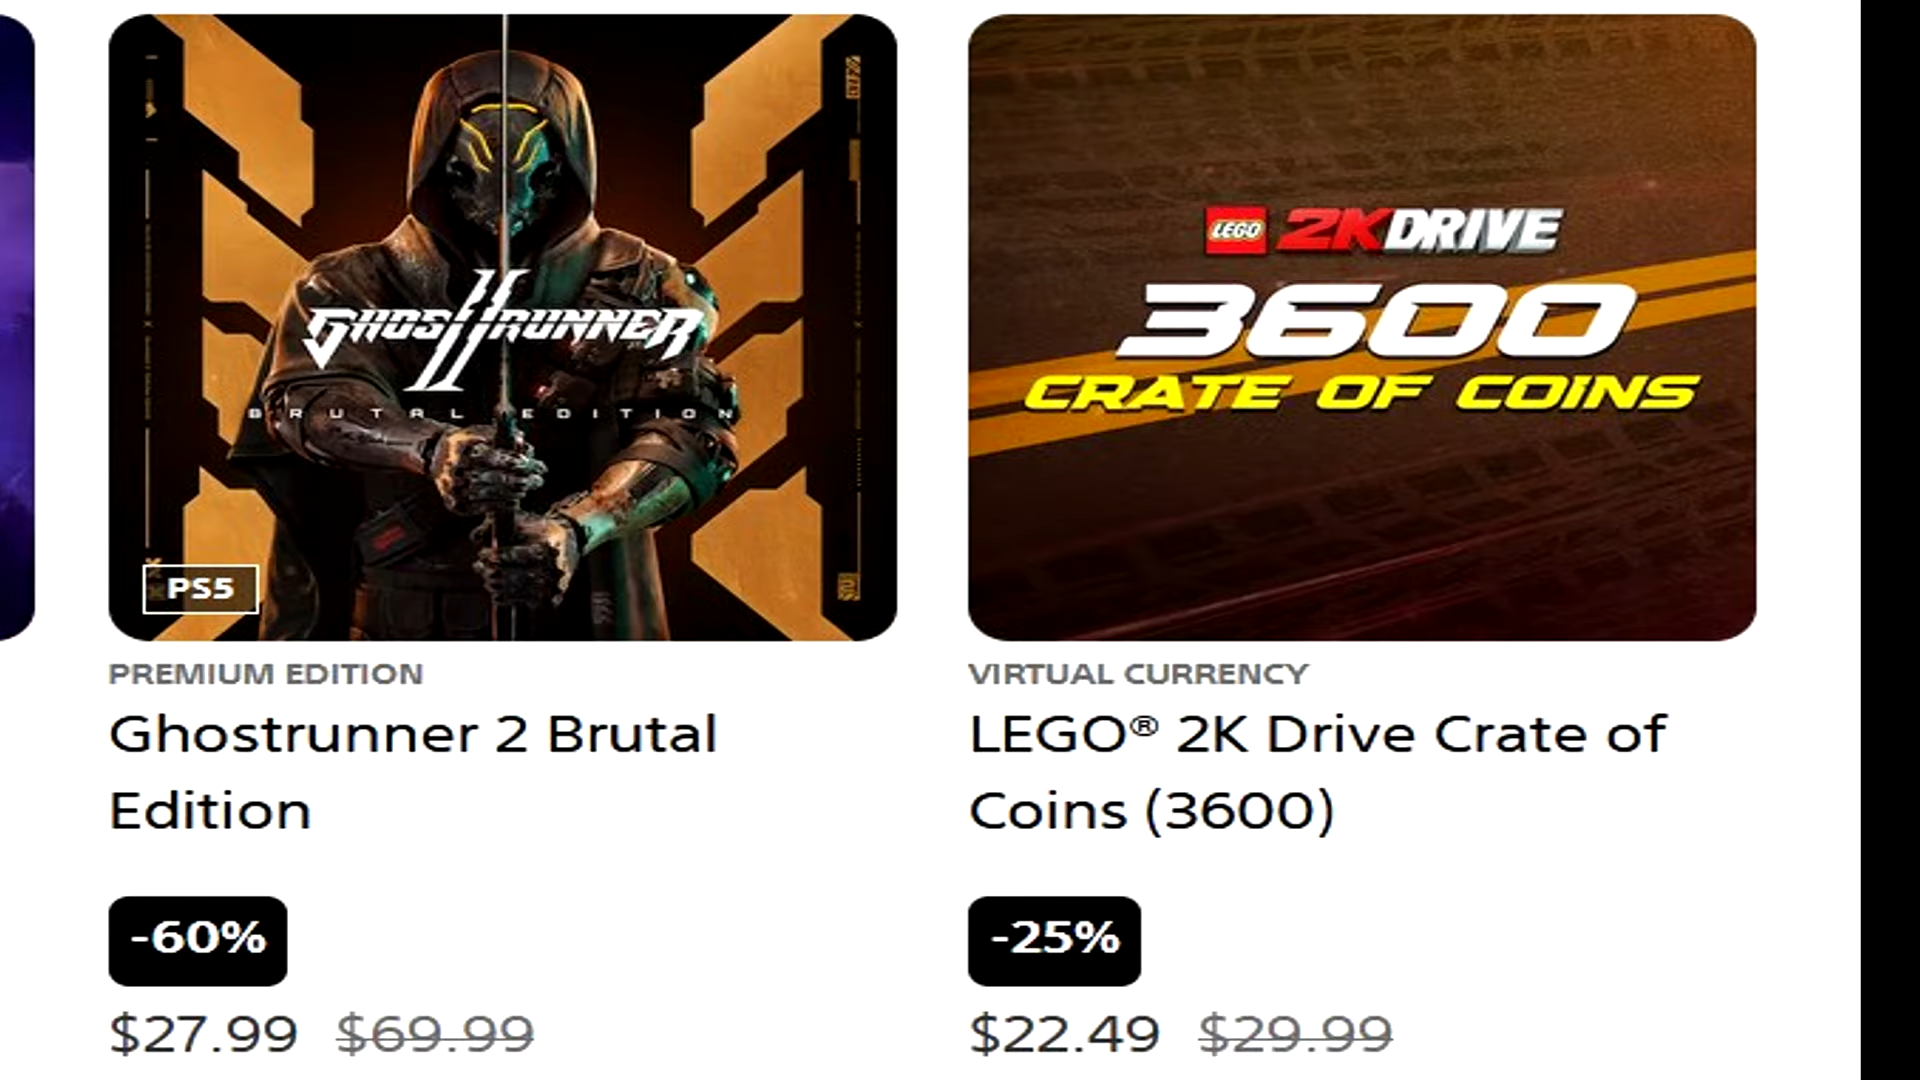 GHOSTRUNNER
II
BRUTAL EDITION
PS5
PREMIUM EDITION
Ghostrunner 2 Brutal
Edition
-60%
$27.99 $69.99
LEGO 2K DRIVE
3600
CRATE OF COINS
VIRTUAL CURRENCY
LEGO® 2K Drive Crate of
Coins (3600)
-25%
$22.49 $29.99